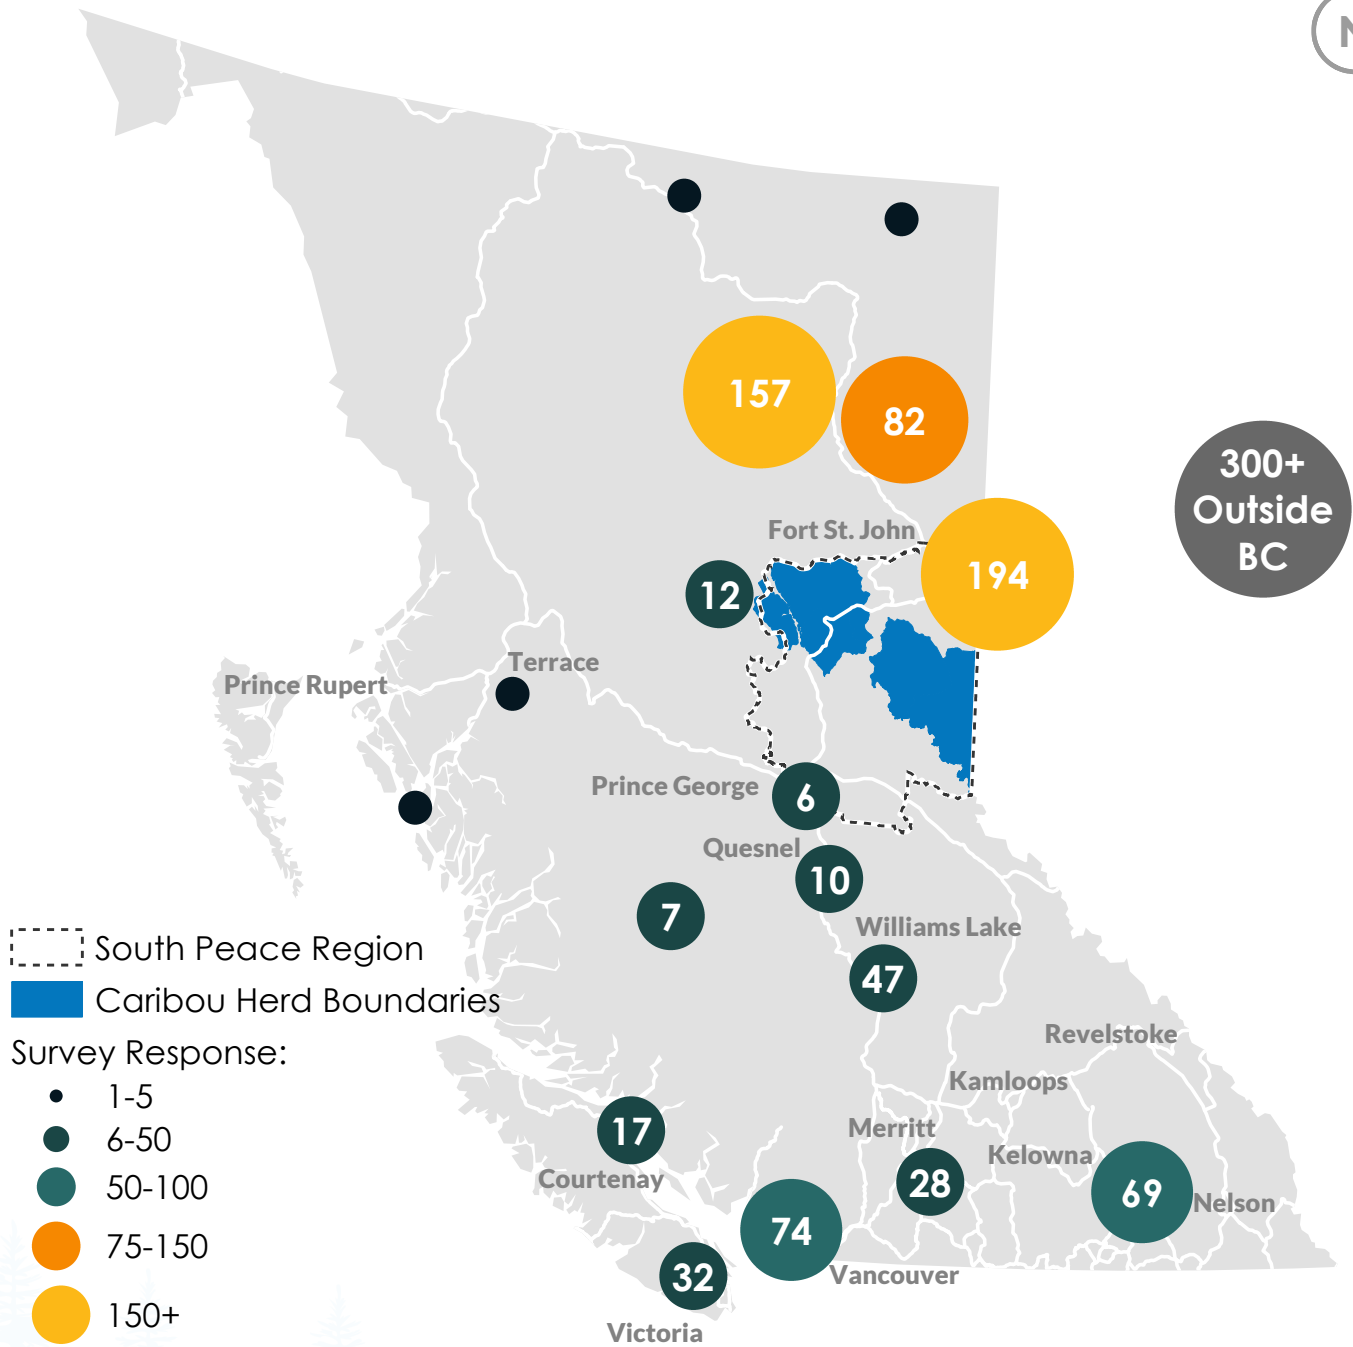 N
157
82
300+
Outside
BC
Fort St. John
194
12
Terrace
Prince Rupert
Prince George
6
Quesnel
10
7
Williams Lake
47
South Peace Region
Caribou Herd Boundaries
Survey Response:
1-5
6-50
50-100
75-150
150+
Revelstoke
Kamloops
Merritt
Kelowna
17
Courtenay
28
69
Nelson
74
Vancouver
32
Victoria